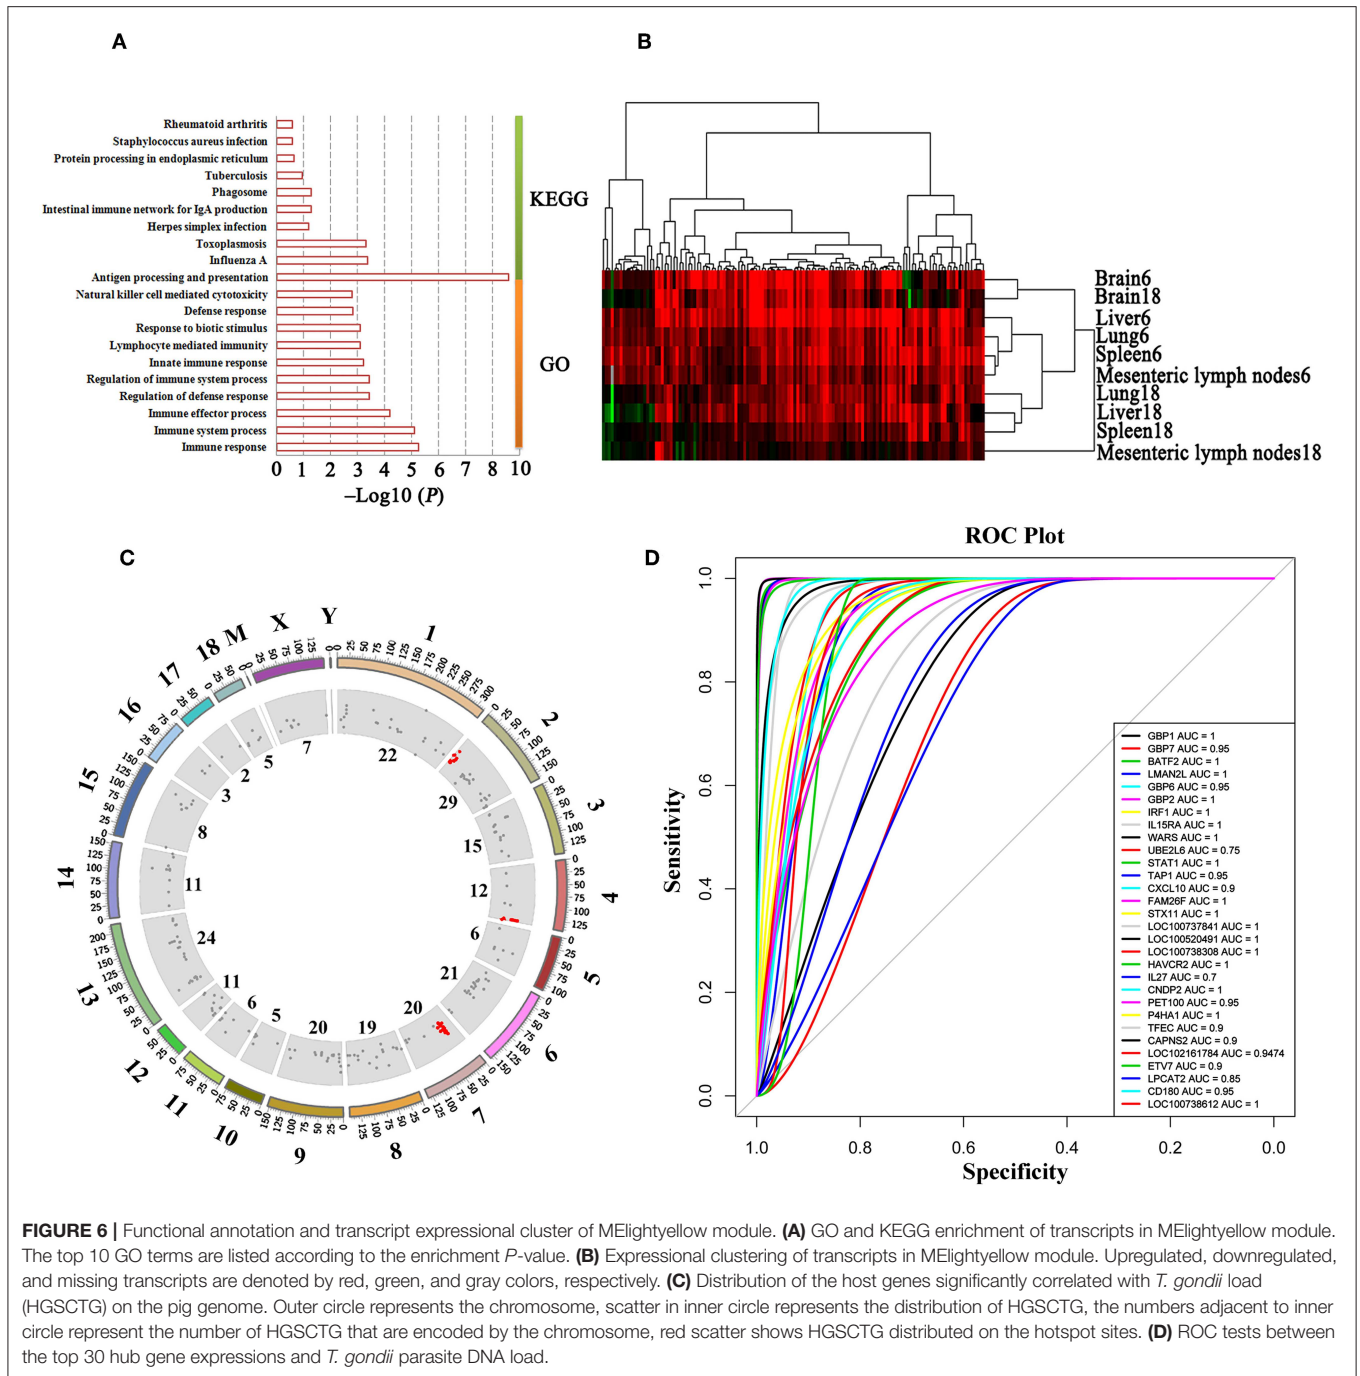 A
Rheumatoid arthritis
Staphylococcus aureus infection
Protein processing in endoplasmic reticulum
Tuberculosis
Phagosome
Intestinal immune network for IgA production
Herpes simplex infection
Toxoplasmosis
Influenza A
Antigen processing and presentation
Natural killer cell mediated cytotoxicity
Defense response
Response to biotic stimulus
Lymphocyte mediated immunity
Innate immune response
Regulation of immune system process
Regulation of defense response
Immune effector process
Immune system process
Immune response
KEGG
GO
0 1 2 3 4 5 6 7 8 10
–Log10 (P)
B
Brain6
Brain18
Liver6
Lung6
Spleen6
Mesenteric lymph nodes6
Lung18
Liver18
Spleen18
Mesenteric lymph nodes18
C
1
2
3
4
5
6
7
8
9
10
11
12
13
14
15
16
17
18
M
X
Y
22
29
15
12
6
21
20
19
20
5
6
11
24
11
8
3
2
5
7
D
ROC Plot
Sensitivity
1.0
0.8
0.6
0.4
0.2
0.0
1.0 0.8 0.6 0.4 0.2 0.0
Specificity
GBP1 AUC = 1
GBP7 AUC = 0.95
BATF2 AUC = 1
LMAN2L AUC = 1
GBP6 AUC = 0.95
GBP2 AUC = 1
IRF1 AUC = 1
IL15RA AUC = 1
WARS AUC = 1
UBE2L6 AUC = 0.75
STAT1 AUC = 1
TAP1 AUC = 0.95
CXCL10 AUC = 0.9
FAM26F AUC = 1
STX11 AUC = 1
LOC100737841 AUC = 1
LOC100520491 AUC = 1
LOC100738308 AUC = 1
HAVCR2 AUC = 1
IL27 AUC = 0.7
CNDP2 AUC = 1
PET100 AUC = 0.95
P4HA1 AUC = 1
TFEC AUC = 0.9
CAPNS2 AUC = 0.9
LOC102161784 AUC = 0.9474
ETV7 AUC = 0.9
LPCAT2 AUC = 0.85
CD180 AUC = 0.95
LOC100738612 AUC = 1
FIGURE 6 | Functional annotation and transcript expressional cluster of MElightyellow module. (A) GO and KEGG enrichment of transcripts in MElightyellow module.
The top 10 GO terms are listed according to the enrichment P-value. (B) Expressional clustering of transcripts in MElightyellow module. Upregulated, downregulated,
and missing transcripts are denoted by red, green, and gray colors, respectively. (C) Distribution of the host genes significantly correlated with T. gondii load
(HGSCTG) on the pig genome. Outer circle represents the chromosome, scatter in inner circle represents the distribution of HGSCTG, the numbers adjacent to inner
circle represent the number of HGSCTG that are encoded by the chromosome, red scatter shows HGSCTG distributed on the hotspot sites. (D) ROC tests between
the top 30 hub gene expressions and T. gondii parasite DNA load.